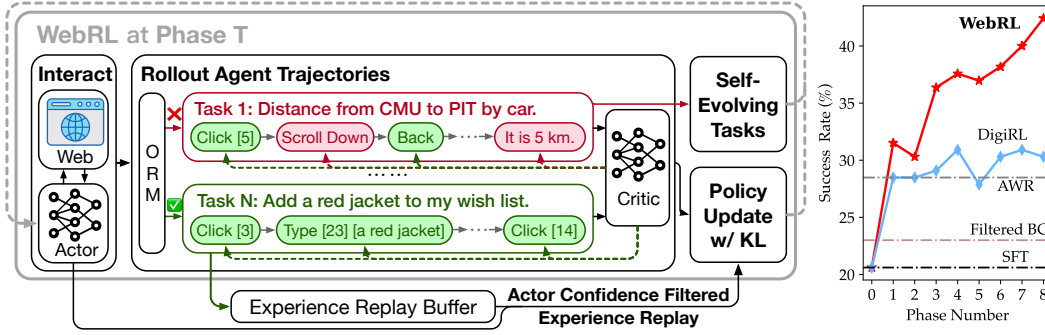 WebRL at Phase T
Interact
Web
Actor
Rollout Agent Trajectories
ORM
Task 1: Distance from CMU to PIT by car.
Click [5]
Scroll Down
Back
It is 5 km.
... ...
Task N: Add a red jacket to my wish list.
Click [3]
Type [23] [a red jacket]
Click [14]
Critic
Self-
Evolving
Tasks
Policy
Update
w/ KL
Experience Replay Buffer
Actor Confidence Filtered
Experience Replay
WebRL
DigiRL
AWR
Filtered BC
SFT
Success Rate (%)
40
35
30
25
20
0 1 2 3 4 5 6 7 8
Phase Number